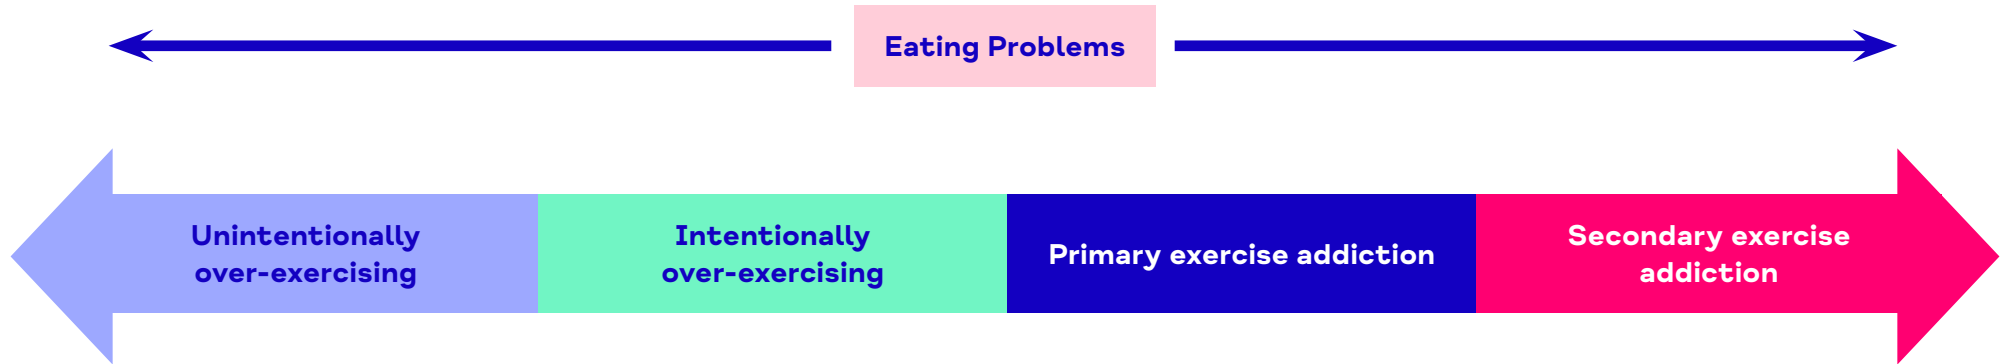 Eating Problems
Unintentionally
over-exercising
Intentionally
over-exercising
Primary exercise addiction
Secondary exercise
addiction